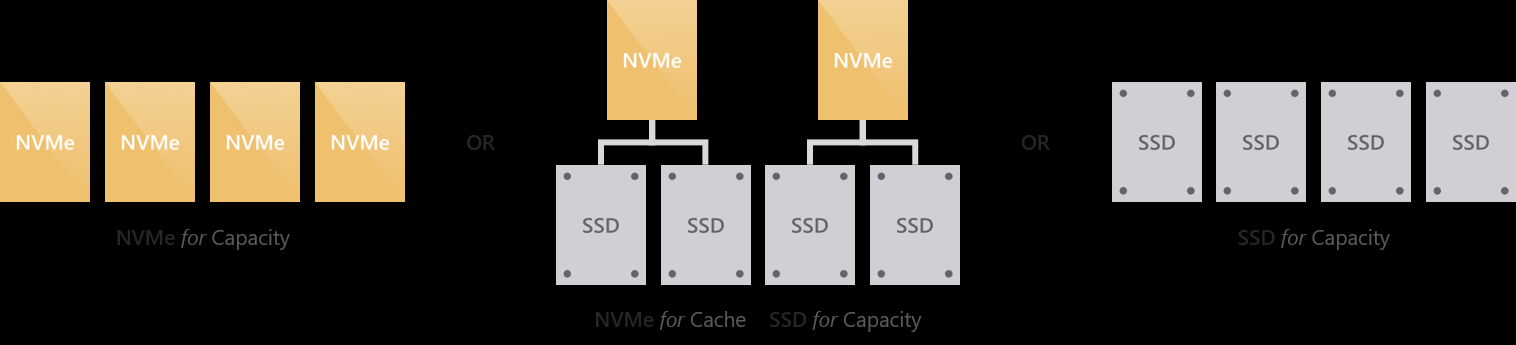 NVMe NVMe NVMe NVMe
NVMe for Capacity
OR
NVMe NVMe
SSD SSD SSD SSD
NVMe for Cache SSD for Capacity
OR
SSD SSD SSD SSD
SSD for Capacity